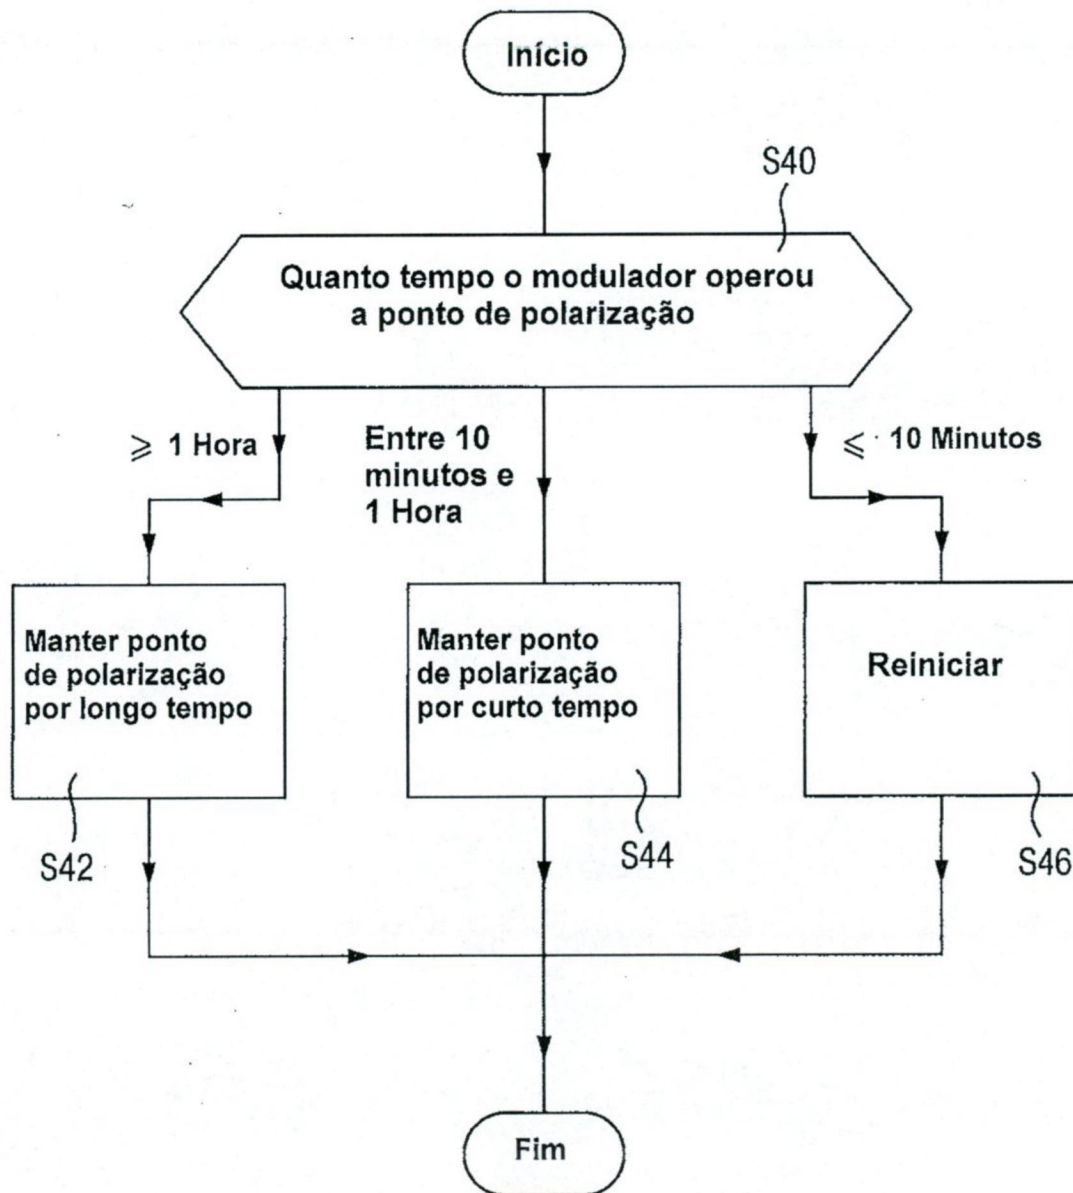 Início
S40
Quanto tempo o modulador operou
a ponto de polarização
⩾ 1 Hora
Entre 10
minutos e
1 Hora
⩽ 10 Minutos
Manter ponto
de polarização
por longo tempo
Manter ponto
de polarização
por curto tempo
Reiniciar
S42
S44
S46
Fim